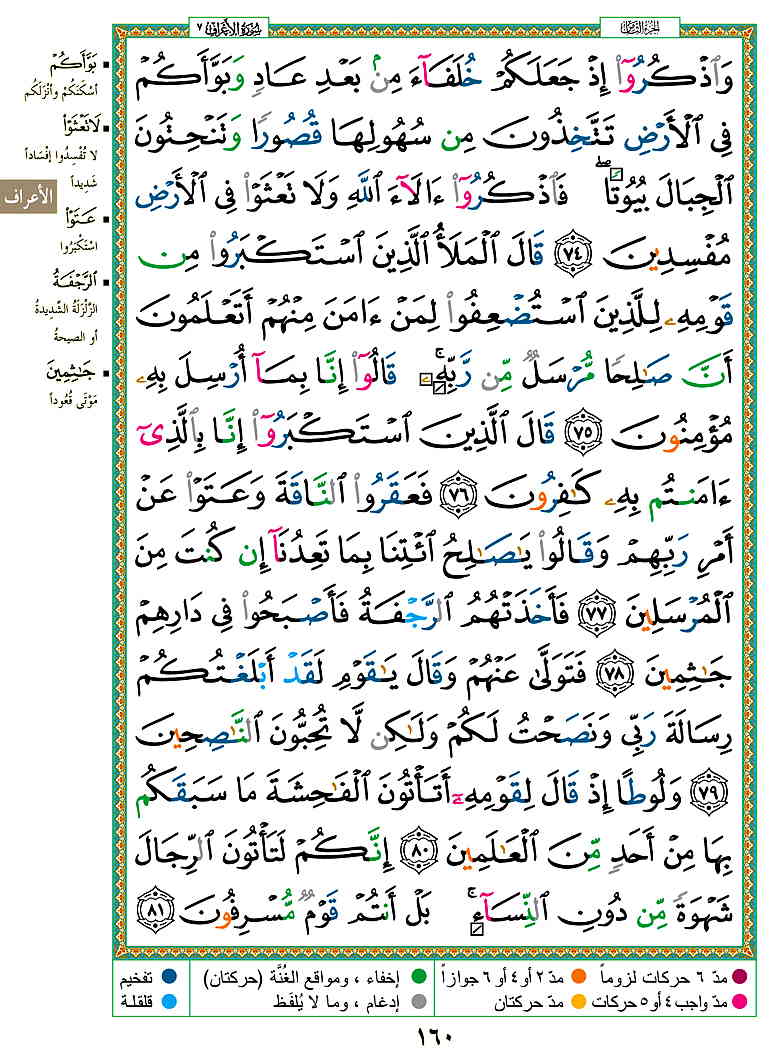 سُورَةُ الأَعْرَافِ ٧
الجزء الثامن
وَٱذْكُرُوٓا۟ إِذْ جَعَلَكُمْ خُلَفَآءَ مِنۢ بَعْدِ عَادٍ وَبَوَّأَكُمْ
فِى ٱلْأَرْضِ تَتَّخِذُونَ مِن سُهُولِهَا قُصُورًا وَتَنْحِتُونَ
ٱلْجِبَالَ بُيُوتًا ۖ فَٱذْكُرُوٓا۟ ءَالَآءَ ٱللَّهِ وَلَا تَعْثَوْا۟ فِى ٱلْأَرْضِ
مُفْسِدِينَ ٧٤ قَالَ ٱلْمَلَأُ ٱلَّذِينَ ٱسْتَكْبَرُوا۟ مِن
قَوْمِهِۦ لِلَّذِينَ ٱسْتُضْعِفُوا۟ لِمَنْ ءَامَنَ مِنْهُمْ أَتَعْلَمُونَ
أَنَّ صَـٰلِحًا مُّرْسَلٌ مِّن رَّبِّهِۦ ۚ قَالُوٓا۟ إِنَّا بِمَآ أُرْسِلَ بِهِۦ
مُؤْمِنُونَ ٧٥ قَالَ ٱلَّذِينَ ٱسْتَكْبَرُوٓا۟ إِنَّا بِٱلَّذِىٓ
ءَامَنتُم بِهِۦ كَـٰفِرُونَ ٧٦ فَعَقَرُوا۟ ٱلنَّاقَةَ وَعَتَوْا۟ عَنْ
أَمْرِ رَبِّهِمْ وَقَالُوا۟ يَـٰصَـٰلِحُ ٱئْتِنَا بِمَا تَعِدُنَآ إِن كُنتَ مِنَ
ٱلْمُرْسَلِينَ ٧٧ فَأَخَذَتْهُمُ ٱلرَّجْفَةُ فَأَصْبَحُوا۟ فِى دَارِهِمْ
جَـٰثِمِينَ ٧٨ فَتَوَلَّىٰ عَنْهُمْ وَقَالَ يَـٰقَوْمِ لَقَدْ أَبْلَغْتُكُمْ
رِسَالَةَ رَبِّى وَنَصَحْتُ لَكُمْ وَلَـٰكِن لَّا تُحِبُّونَ ٱلنَّـٰصِحِينَ
٧٩ وَلُوطًا إِذْ قَالَ لِقَوْمِهِۦٓ أَتَأْتُونَ ٱلْفَـٰحِشَةَ مَا سَبَقَكُم
بِهَا مِنْ أَحَدٍ مِّنَ ٱلْعَـٰلَمِينَ ٨٠ إِنَّكُمْ لَتَأْتُونَ ٱلرِّجَالَ
شَهْوَةً مِّن دُونِ ٱلنِّسَآءِ ۚ بَلْ أَنتُمْ قَوْمٌ مُّسْرِفُونَ ٨١
بَوَّأَكُمْ
أسْكَنَكُمْ وأنْزَلَكُم
لَا تَعْثَوْا۟
لا تُفْسِدُوا إفْسَاداً
شَدِيداً
الأعراف
عَتَوْا۟
اسْتَكْبَرُوا
ٱلرَّجْفَةُ
الزَّلْزَلَةُ الشَّدِيدةُ
أو الصيحةُ
جَـٰثِمِينَ
مَوْتَى قُعُوداً
مدّ ٦ حركات لزوماً
مدّ ٢ أو ٤ أو ٦ جوازاً
مدّ واجب ٤ أو ٥ حركات
مدّ حركتان
إخفاء ، ومواقع الغُنَّة (حركتان)
إدغام ، وما لا يُلفَظ
تفخيم
قلقلة
١٦٠